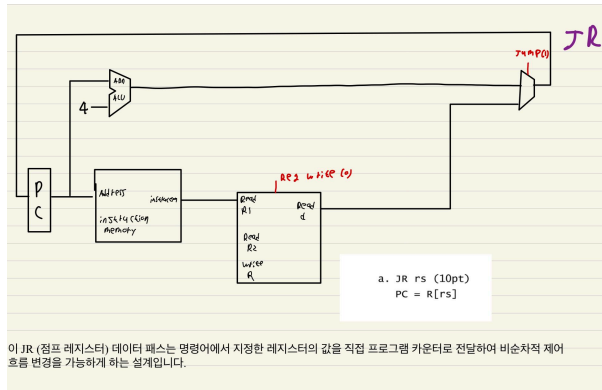 JR
Jump(1)
ADD
ALU
4
Reg write (0)
P
C
Address
instruction
instruction
memory
Read
R1
Read
d
Read
R2
write
R
a. JR rs (10pt)
PC = R[rs]
이 JR (점프 레지스터) 데이터 패스는 명령어에서 지정한 레지스터의 값을 직접 프로그램 카운터로 전달하여 비순차적 제어
흐름 변경을 가능하게 하는 설계입니다.